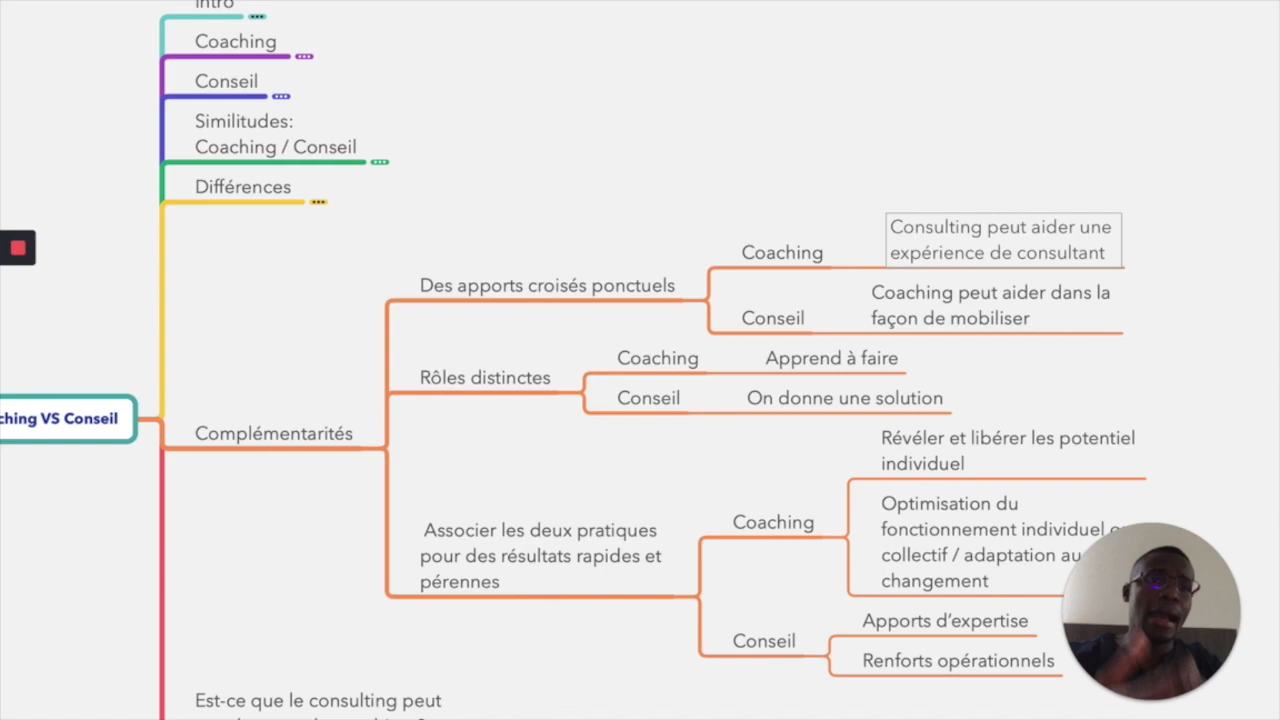 Intro
Coaching
Conseil
Similitudes:
Coaching / Conseil
Différences
Consulting peut aider une
expérience de consultant
Coaching
Des apports croisés ponctuels
Coaching peut aider dans la
façon de mobiliser
Conseil
Coaching
Apprend à faire
Rôles distinctes
Conseil
On donne une solution
ching VS Conseil
Complémentarités
Révéler et libérer les potentiel
individuel
Coaching
Optimisation du
fonctionnement individuel
collectif / adaptation au
changement
Associer les deux pratiques
pour des résultats rapides et
pérennes
Apports d'expertise
Conseil
Renforts opérationnels
Est-ce que le consulting peut